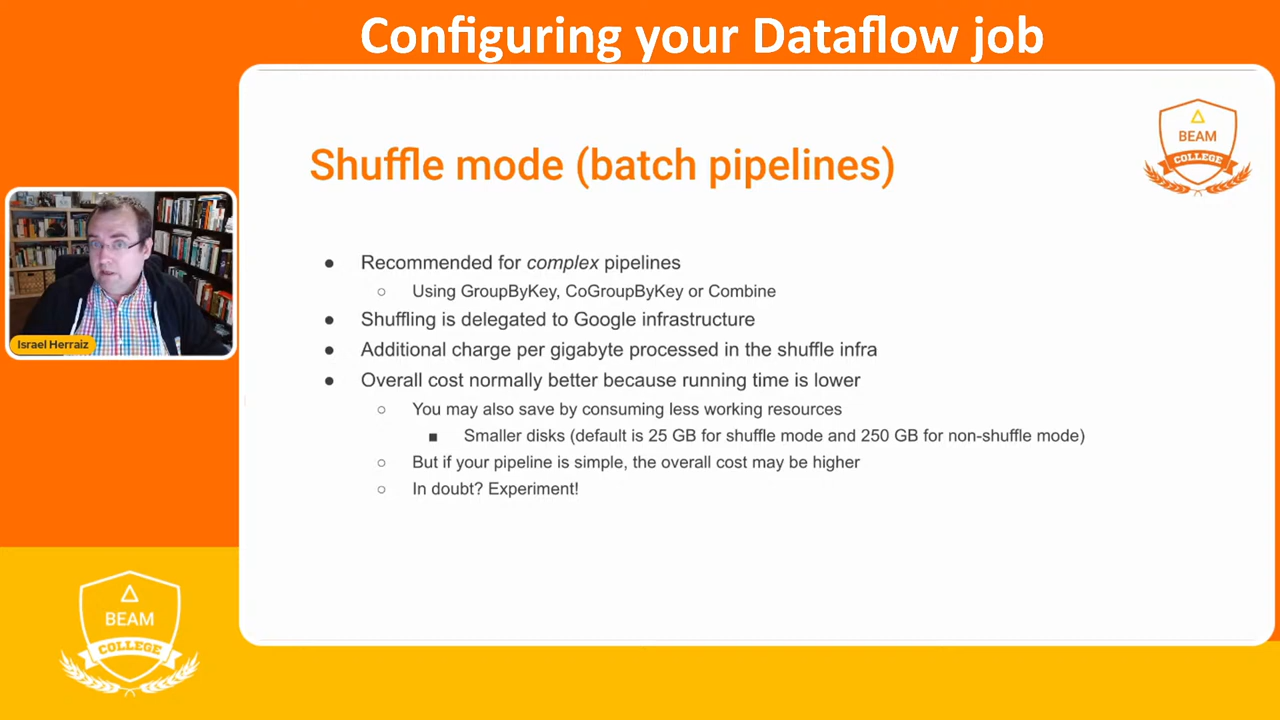 Configuring your Dataflow job
BEAM
COLLEGE
Shuffle mode (batch pipelines)
Israel Herraiz
● Recommended for complex pipelines
○ Using GroupByKey, CoGroupByKey or Combine
● Shuffling is delegated to Google infrastructure
● Additional charge per gigabyte processed in the shuffle infra
● Overall cost normally better because running time is lower
○ You may also save by consuming less working resources
■ Smaller disks (default is 25 GB for shuffle mode and 250 GB for non-shuffle mode)
○ But if your pipeline is simple, the overall cost may be higher
○ In doubt? Experiment!
BEAM
COLLEGE